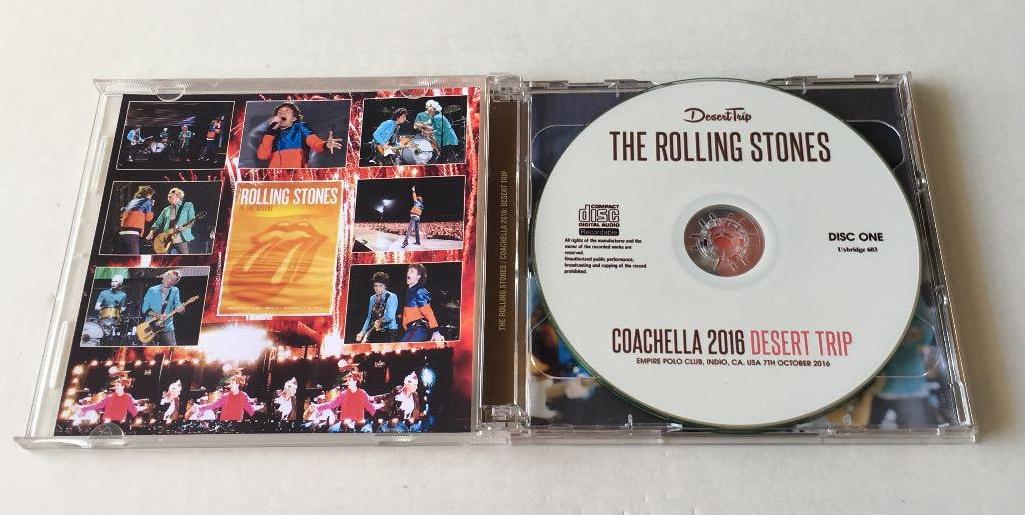 ROLLING STONES
IN THE DESERT
THE ROLLING STONES / COACHELLA 2016: DESERT TRIP
Desert Trip
THE ROLLING STONES
COMPACT
disc
DIGITAL AUDIO
Recordable
All rights of the manufacturer and the
owner of the recorded works are
reserved.
Unauthorized public performance,
broadcasting and copying of the record
prohibited.
DISC ONE
Uxbridge 603
COACHELLA 2016 DESERT TRIP
EMPIRE POLO CLUB, INDIO, CA. USA 7TH OCTOBER 2016